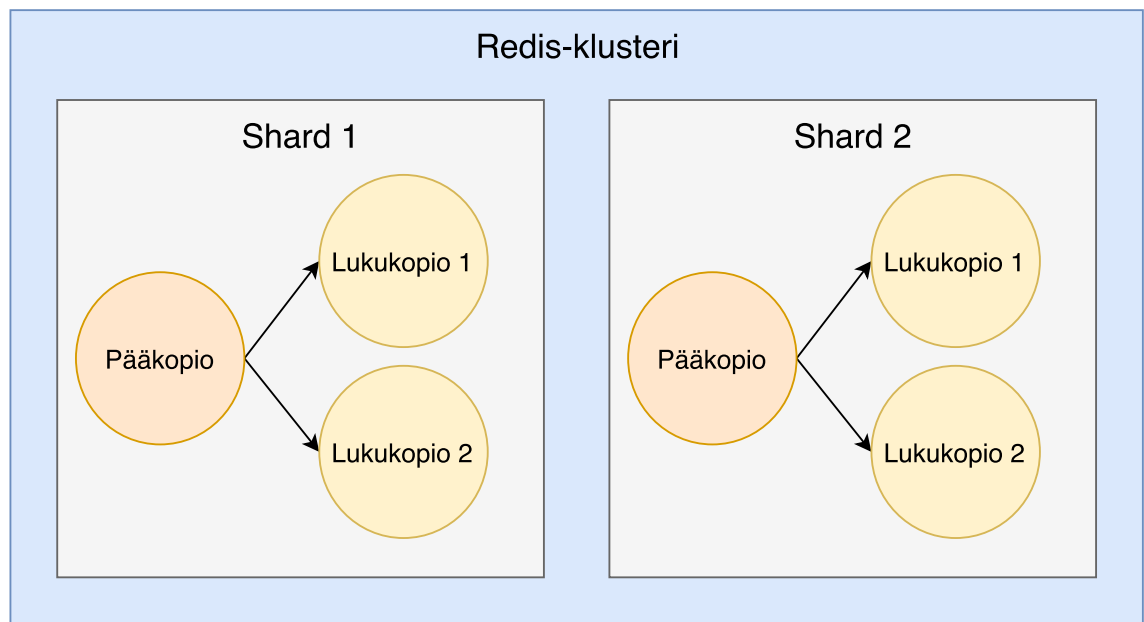 Redis-klusteri
Shard 1
Lukukopio 1
Pääkopio
Lukukopio 2
Shard 2
Lukukopio 1
Pääkopio
Lukukopio 2